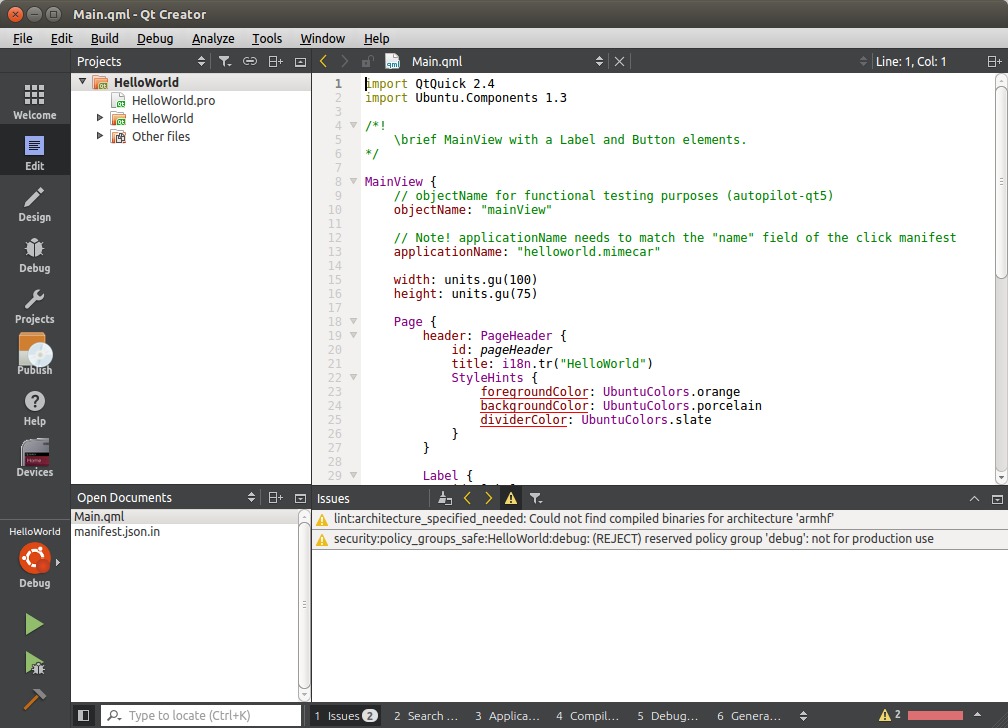 Main.qml - Qt Creator
File Edit Build Debug Analyze Tools Window Help
Projects
Main.qml
Line: 1, Col: 1
Welcome
Edit
Design
Debug
Projects
Publish
Help
Devices
HelloWorld
Debug
HelloWorld
HelloWorld.pro
HelloWorld
Other files
1 import QtQuick 2.4
2 import Ubuntu.Components 1.3
3
4 /*!
5 \brief MainView with a Label and Button elements.
6 */
7
8 MainView {
9 // objectName for functional testing purposes (autopilot-qt5)
10 objectName: "mainView"
11
12 // Note! applicationName needs to match the "name" field of the click manifest
13 applicationName: "helloworld.mimecar"
14
15 width: units.gu(100)
16 height: units.gu(75)
17
18 Page {
19 header: PageHeader {
20 id: pageHeader
21 title: i18n.tr("HelloWorld")
22 StyleHints {
23 foregroundColor: UbuntuColors.orange
24 backgroundColor: UbuntuColors.porcelain
25 dividerColor: UbuntuColors.slate
26 }
27 }
28
29 Label {
Open Documents
Main.qml
manifest.json.in
Issues
lint:architecture_specified_needed: Could not find compiled binaries for architecture 'armhf'
security:policy_groups_safe:HelloWorld:debug: (REJECT) reserved policy group 'debug': not for production use
Type to locate (Ctrl+K)
1 Issues 2
2 Search ...
3 Applica...
4 Compil...
5 Debug...
6 Genera...
2